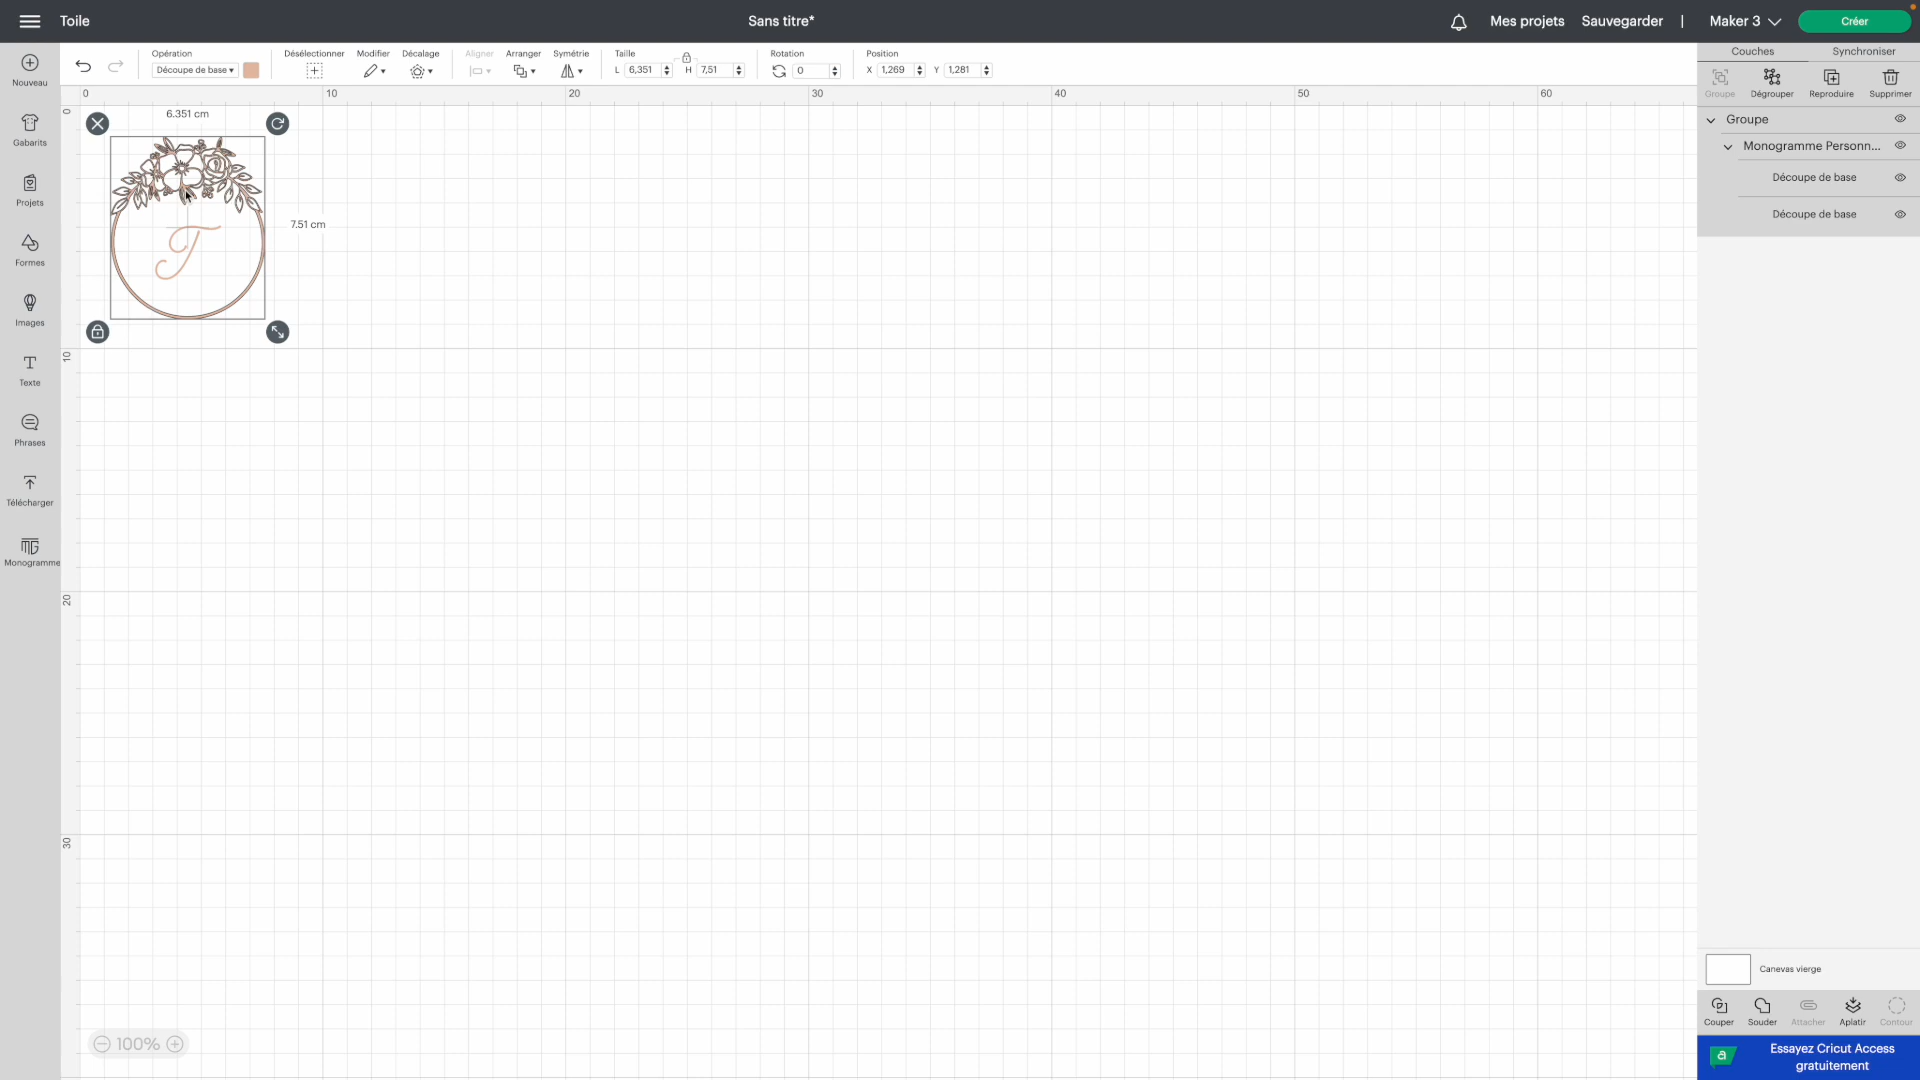 Toile
Sans titre*
Mes projets
Sauvegarder
|
Maker 3
Créer
Nouveau
Gabarits
Projets
Formes
Images
Texte
Phrases
Télécharger
Monogramme
Opération
Découpe de base
Désélectionner
Modifier
Décalage
Aligner
Arranger
Symétrie
Taille
L 6,351
H 7,51
Rotation
0
Position
X 1,269
Y 1,281
0 10 20 30 40 50 60
0
10
20
30
6.351 cm
7.51 cm
T
100%
Couches
Synchroniser
Groupe
Dégrouper
Reproduire
Supprimer
Groupe
Monogramme Personn...
Découpe de base
Découpe de base
Canevas vierge
Couper
Souder
Attacher
Aplatir
Contour
a
Essayez Cricut Access
gratuitement